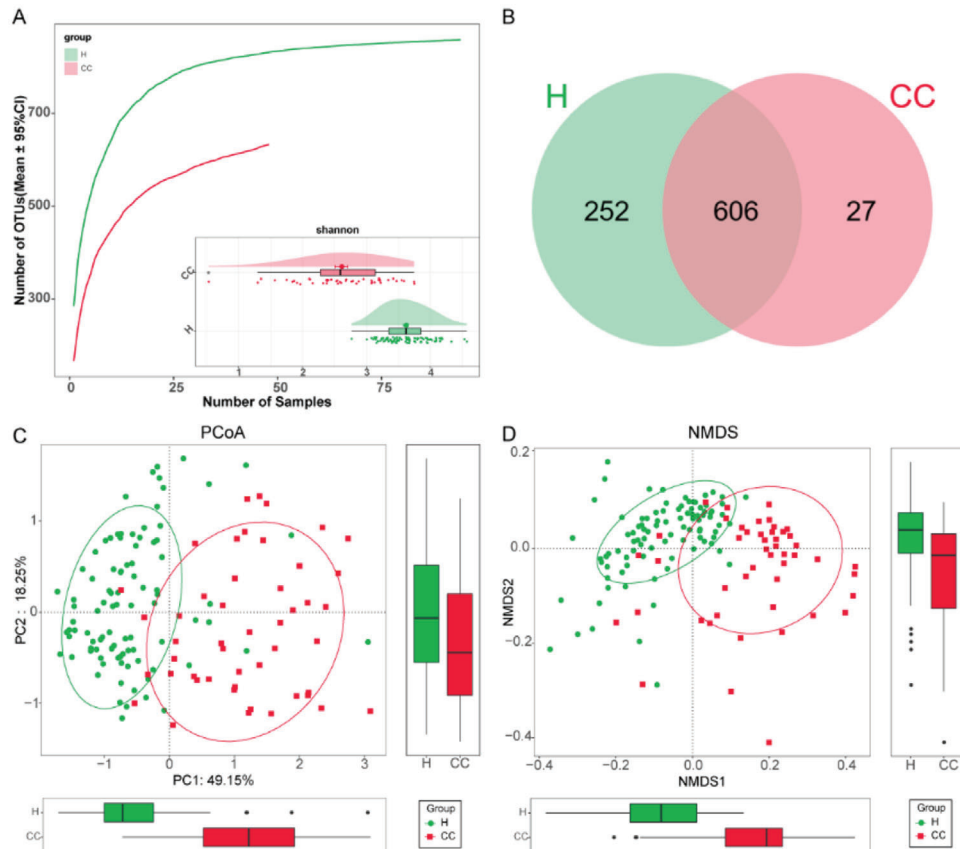 A
group
H
CC
Number of OTUs(Mean ± 95%CI)
700
500
300
0
25
50
75
Number of Samples
shannon
CC
H
1
2
3
4
B
H
CC
252
606
27
C
PCoA
PC2 : 18.25%
1
0
−1
−1
0
1
2
3
PC1: 49.15%
H CC
H
CC
Group
H
CC
D
NMDS
NMDS2
0.2
0.0
−0.2
−0.4
−0.4
−0.2
0.0
0.2
0.4
NMDS1
H CC
H
CC
Group
H
CC